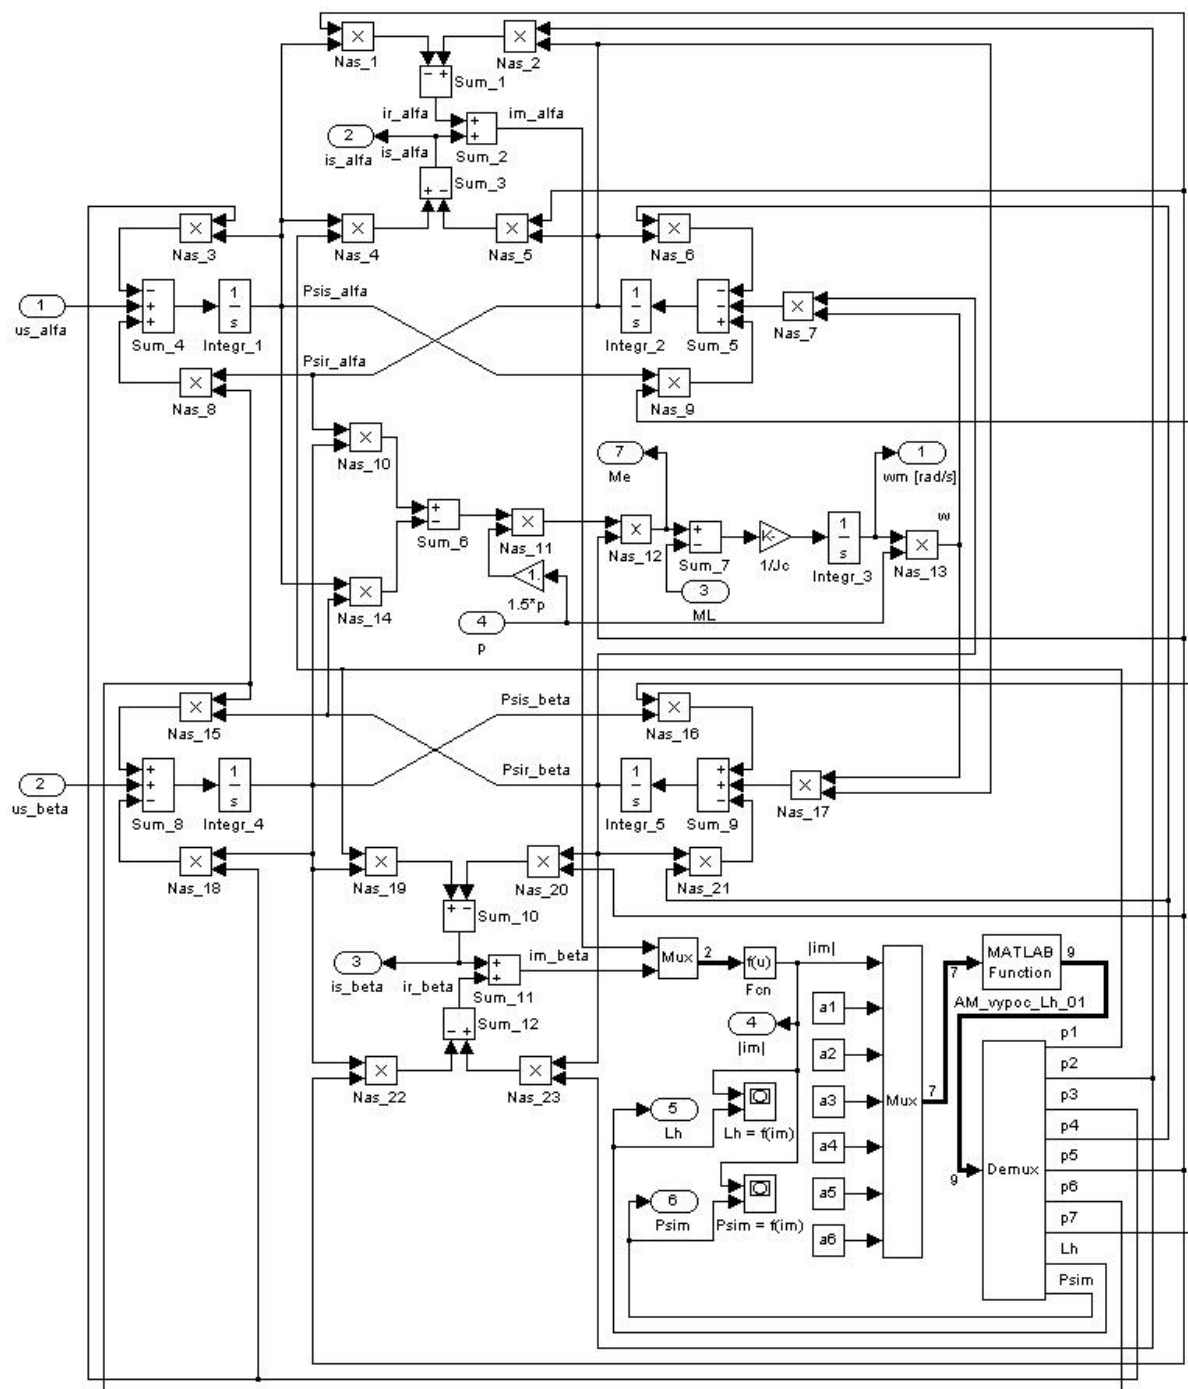 ×
×
Nas_1
Nas_2
- +
Sum_1
ir_alfa
im_alfa
2
+
+
is_alfa
is_alfa
Sum_2
+ -
Sum_3
×
×
×
×
Nas_3
Nas_4
Nas_5
Nas_6
1
us_alfa
-
+
+
Sum_4
1
s
Integr_1
Psis_alfa
Psir_alfa
1
s
Integr_2
-
-
+
Sum_5
×
Nas_7
×
Nas_8
×
Nas_9
×
Nas_10
7
Me
1
wm [rad/s]
+
-
Sum_6
×
Nas_11
×
Nas_12
+
-
Sum_7
K-
1/Jc
1
s
Integr_3
w
×
Nas_13
×
Nas_14
1.
1.5*p
3
ML
4
p
×
Nas_15
Psis_beta
×
Nas_16
2
us_beta
+
+
-
Sum_8
1
s
Integr_4
Psir_beta
1
s
Integr_5
+
+
-
Sum_9
×
Nas_17
×
Nas_18
×
Nas_19
×
Nas_20
×
Nas_21
+ -
Sum_10
3
is_beta
ir_beta
+
+
Sum_11
im_beta
- +
Sum_12
Mux
2
f(u)
Fcn
|im|
7
MATLAB
Function
9
AM_vypoc_Lh_01
a1
4
|im|
a2
×
Nas_22
×
Nas_23
5
Lh
Lh = f(im)
a3
Mux
7
a4
6
Psim
Psim = f(im)
a5
a6
9
Demux
p1
p2
p3
p4
p5
p6
p7
Lh
Psim